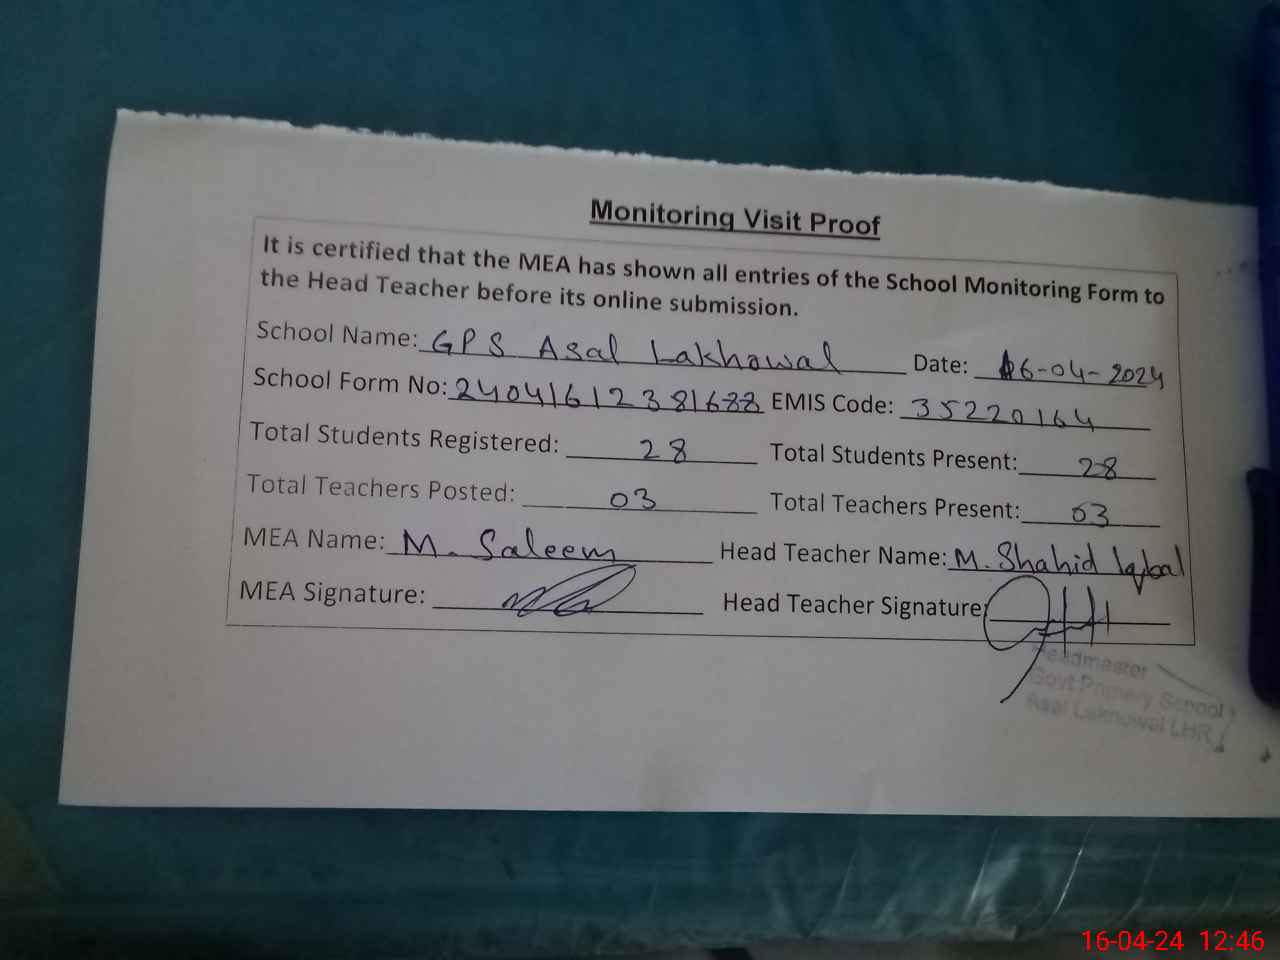 Monitoring Visit Proof
It is certified that the MEA has shown all entries of the School Monitoring Form to
the Head Teacher before its online submission.
School Name: GPS Asal Lakhowal Date: 16-04-2024
School Form No: 24041612381688 EMIS Code: 35220164
Total Students Registered: 28 Total Students Present: 28
Total Teachers Posted: 03 Total Teachers Present: 03
MEA Name: M. Saleem Head Teacher Name: M. Shahid Iqbal
MEA Signature: Head Teacher Signature:
Headmaster
Govt Primary School
Asal Lakhowal LHR
16-04-24 12:46